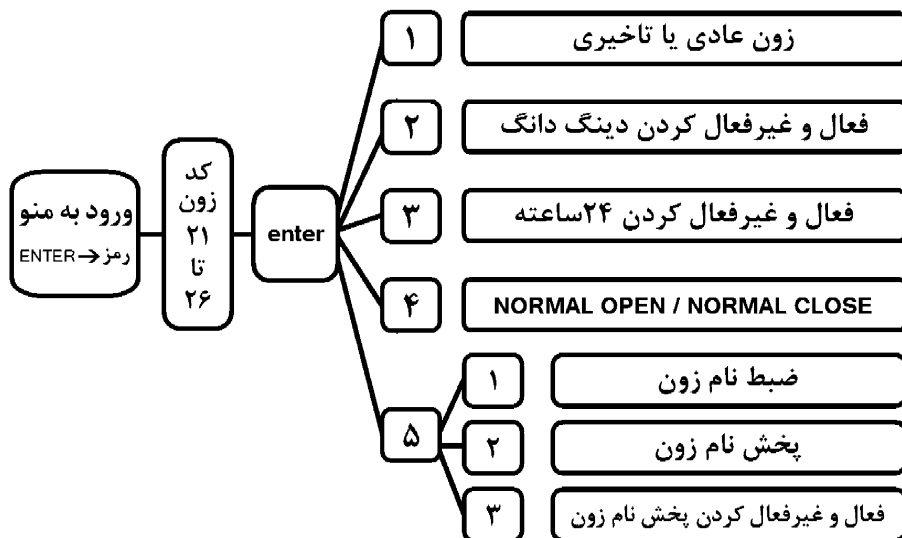 ورود به منو
رمز→ENTER
کد
زون
۲۱
تا
۲۶
enter
۱
زون عادی یا تاخیری
۲
فعال و غیرفعال کردن دینگ دانگ
۳
فعال و غیرفعال کردن ۲۴ساعته
۴
NORMAL OPEN / NORMAL CLOSE
۵
۱
ضبط نام زون
۲
پخش نام زون
۳
فعال و غیرفعال کردن پخش نام زون